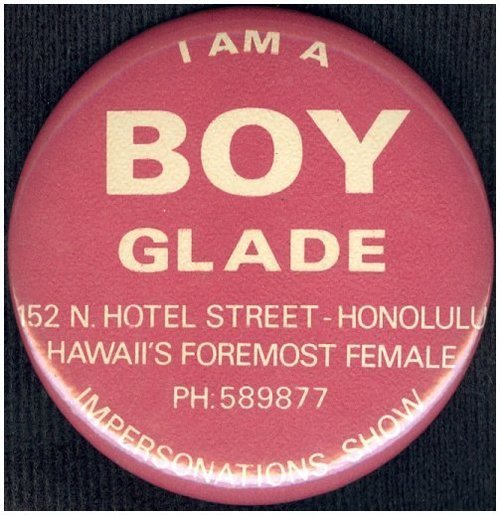 I AM A
BOY
GLADE
152 N. HOTEL STREET - HONOLULU
HAWAII'S FOREMOST FEMALE
PH: 589877
IMPERSONATIONS SHOW